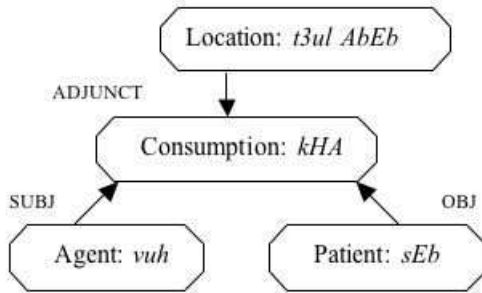 Location: t3ul AbEb
ADJUNCT
Consumption: kHA
SUBJ
OBJ
Agent: vuh
Patient: sEb